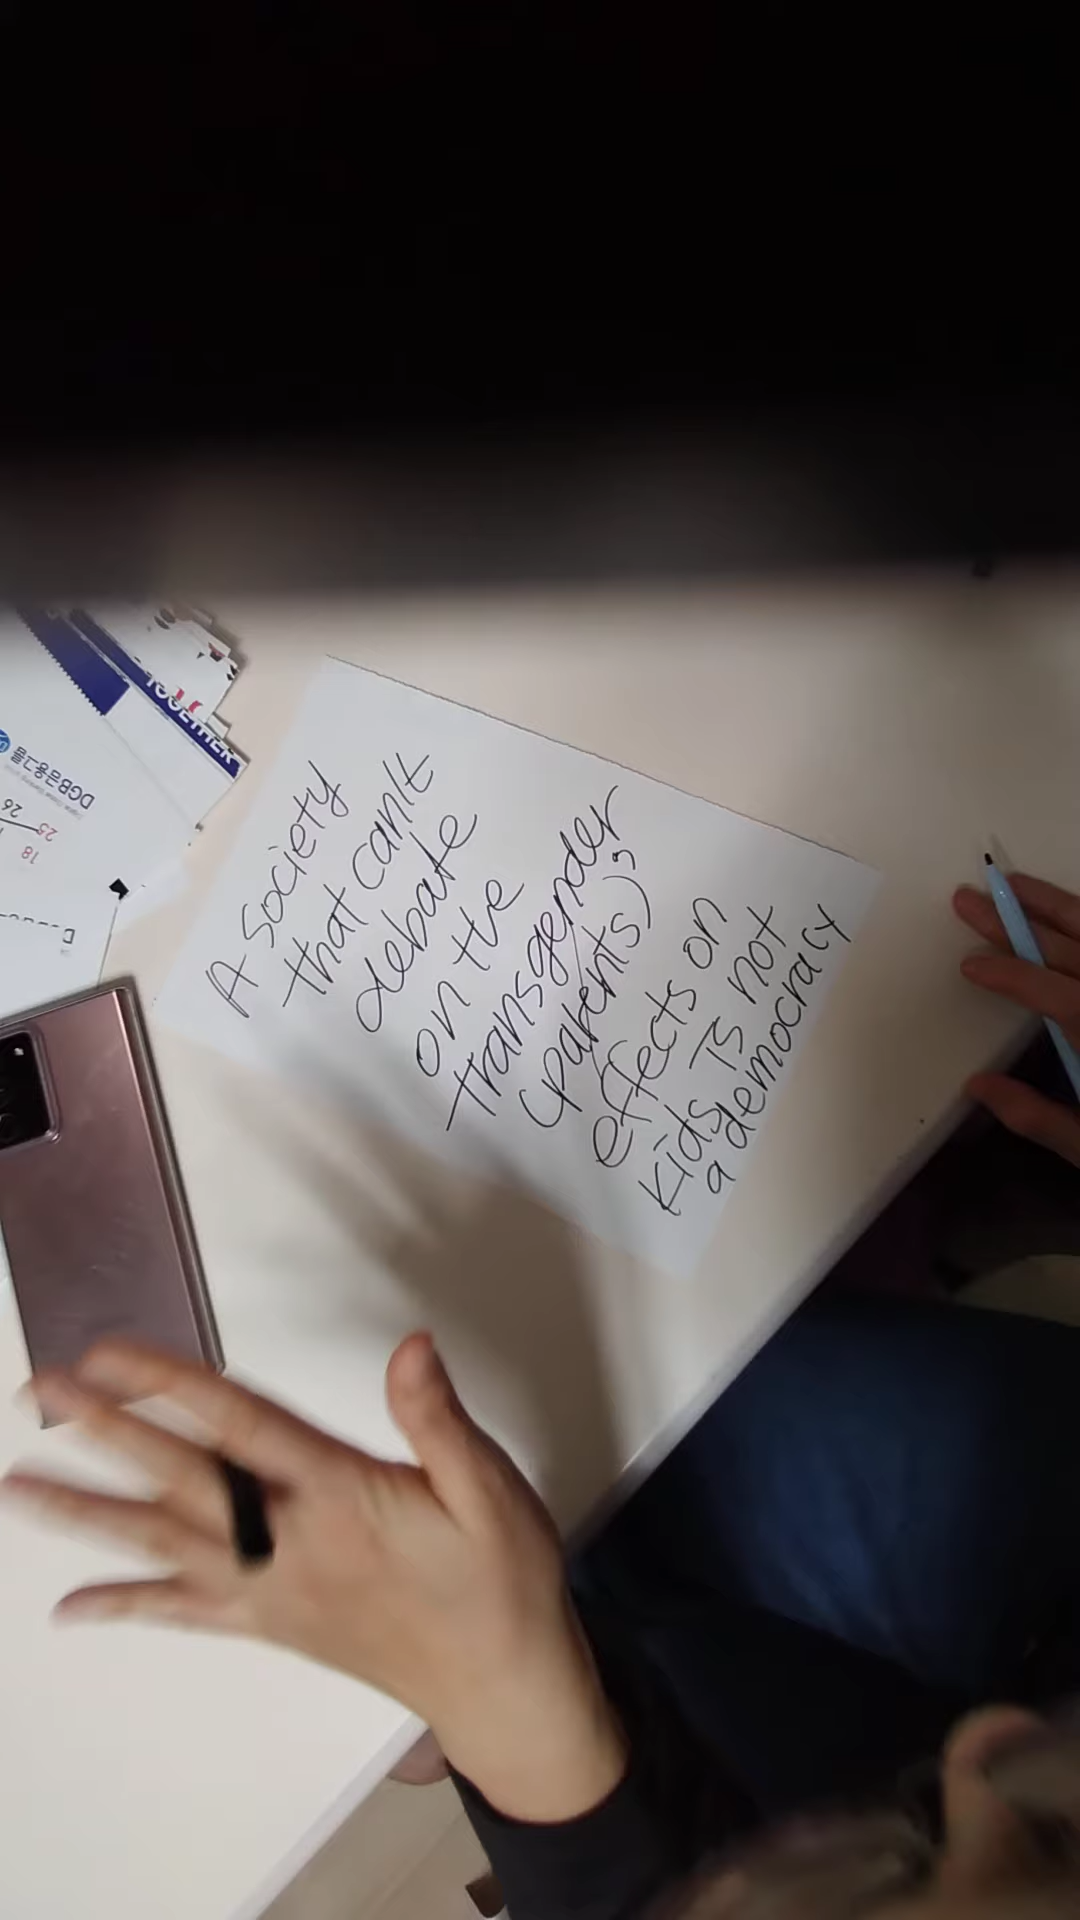 A society
that can't
debate
on the
transgender
(parents)'
effects on
kids is not
a democracy
TOGETHER
DGB금융그룹
25
26
18